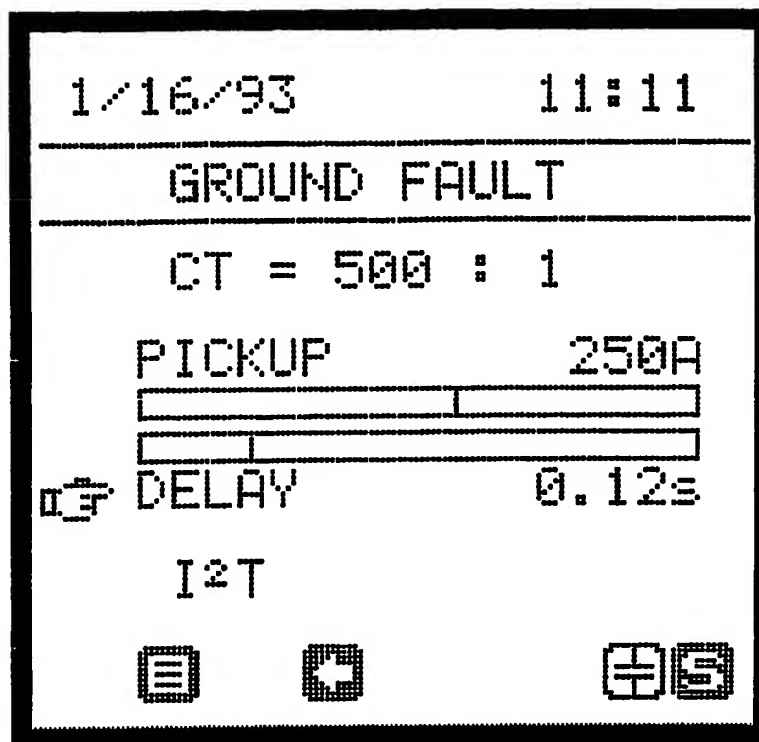 1/16/93 11:11
GROUND FAULT
CT = 500 : 1
PICKUP 250A
DELAY 0.12s
I²T